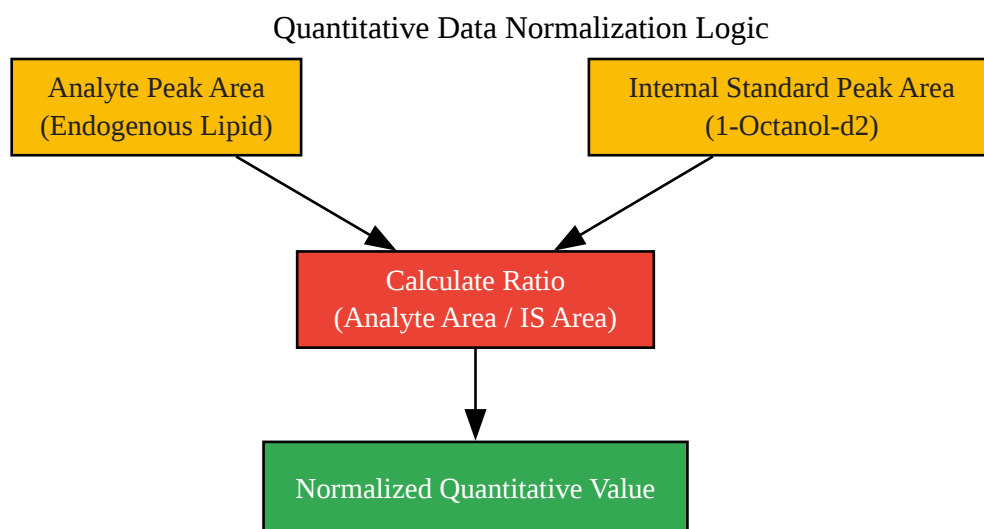 Quantitative Data Normalization Logic
Analyte Peak Area
(Endogenous Lipid)
Internal Standard Peak Area
(1-Octanol-d2)
Calculate Ratio
(Analyte Area / IS Area)
Normalized Quantitative Value